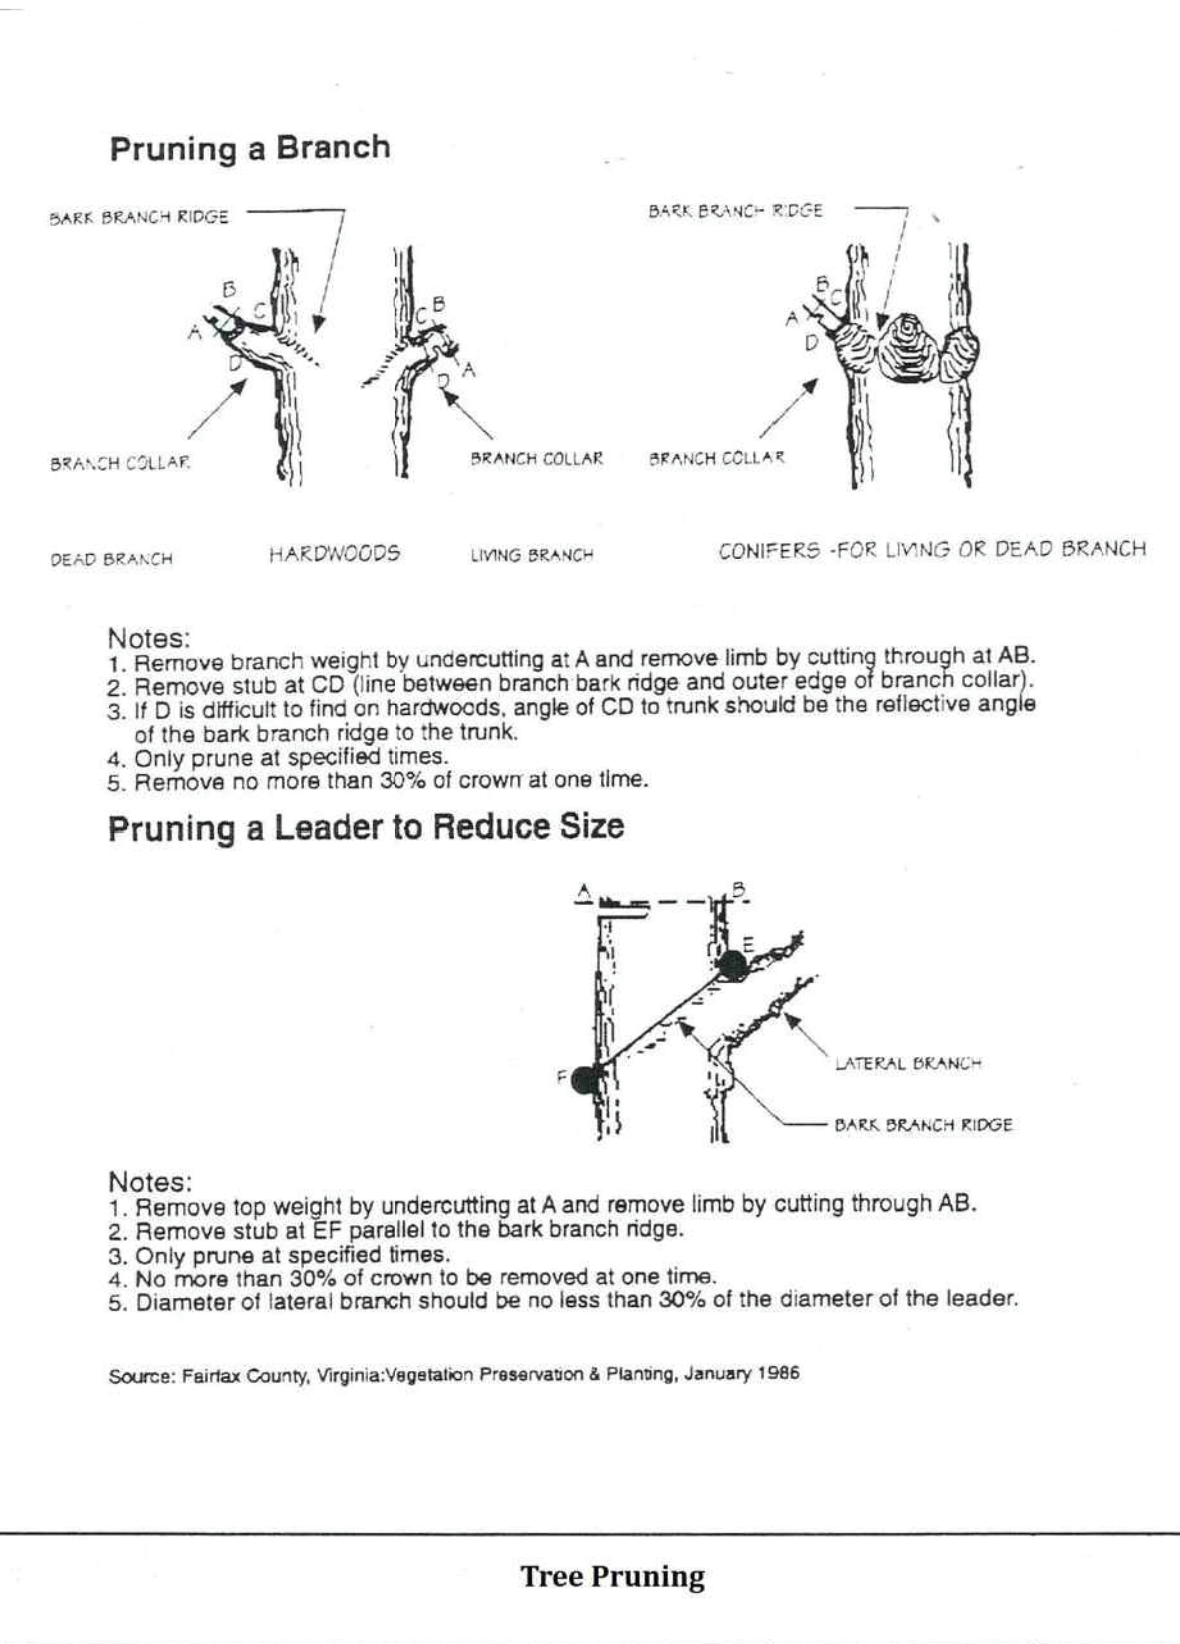 Pruning a Branch
BARK BRANCH RIDGE
BARK BRANCH RIDGE
B
C
A
D
C B
A
D
B
C
A
D
BRANCH COLLAR
BRANCH COLLAR
BRANCH COLLAR
DEAD BRANCH
HARDWOODS
LIVING BRANCH
CONIFERS -FOR LIVING OR DEAD BRANCH
Notes:
1. Remove branch weight by undercutting at A and remove limb by cutting through at AB.
2. Remove stub at CD (line between branch bark ridge and outer edge of branch collar).
3. If D is difficult to find on hardwoods, angle of CD to trunk should be the reflective angle
of the bark branch ridge to the trunk.
4. Only prune at specified times.
5. Remove no more than 30% of crown at one time.
Pruning a Leader to Reduce Size
A
B
E
F
LATERAL BRANCH
BARK BRANCH RIDGE
Notes:
1. Remove top weight by undercutting at A and remove limb by cutting through AB.
2. Remove stub at EF parallel to the bark branch ridge.
3. Only prune at specified times.
4. No more than 30% of crown to be removed at one time.
5. Diameter of lateral branch should be no less than 30% of the diameter of the leader.
Source: Fairfax County, Virginia:Vegetation Preservation & Planting, January 1986
Tree Pruning